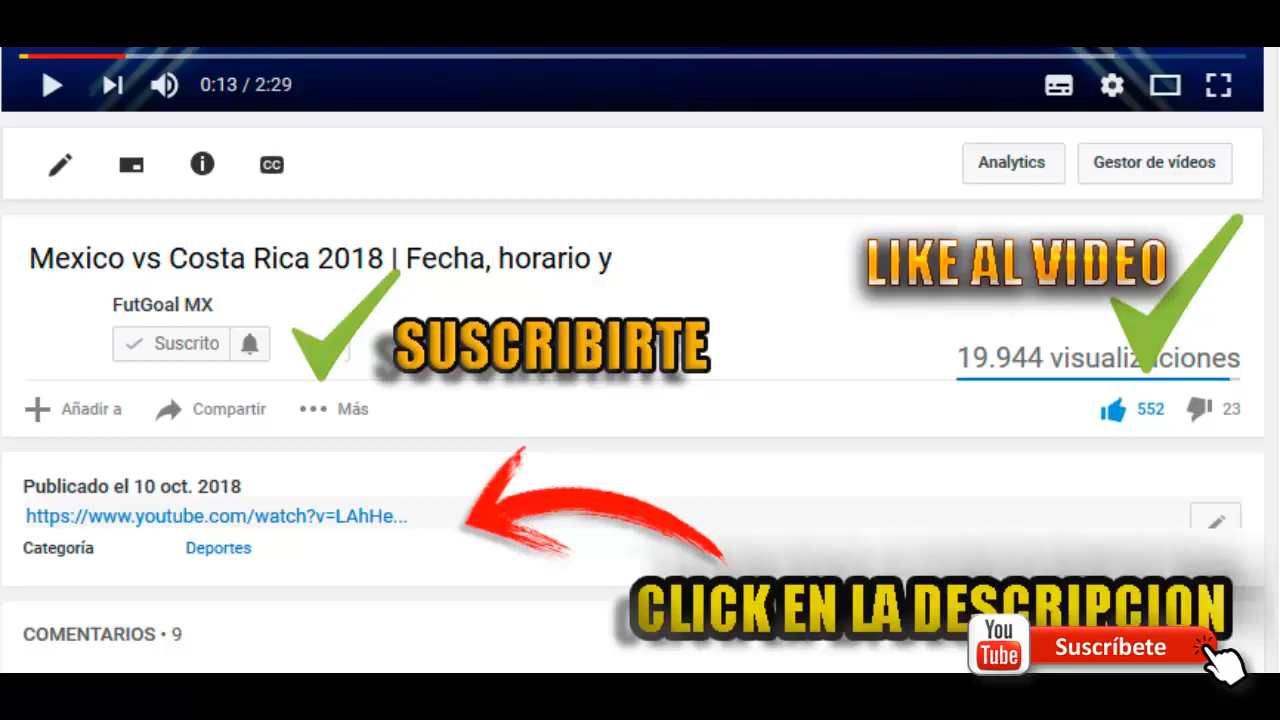 0:13 / 2:29
CC
Analytics
Gestor de vídeos
Mexico vs Costa Rica 2018 | Fecha, horario y
LIKE AL VIDEO
FutGoal MX
Suscrito
SUSCRIBIRTE
19.944 visualizaciones
Añadir a
Compartir
Más
552
23
Publicado el 10 oct. 2018
https://www.youtube.com/watch?v=LAhHe...
Categoría
Deportes
CLICK EN LA DESCRIPCION
COMENTARIOS • 9
You
Tube
Suscríbete